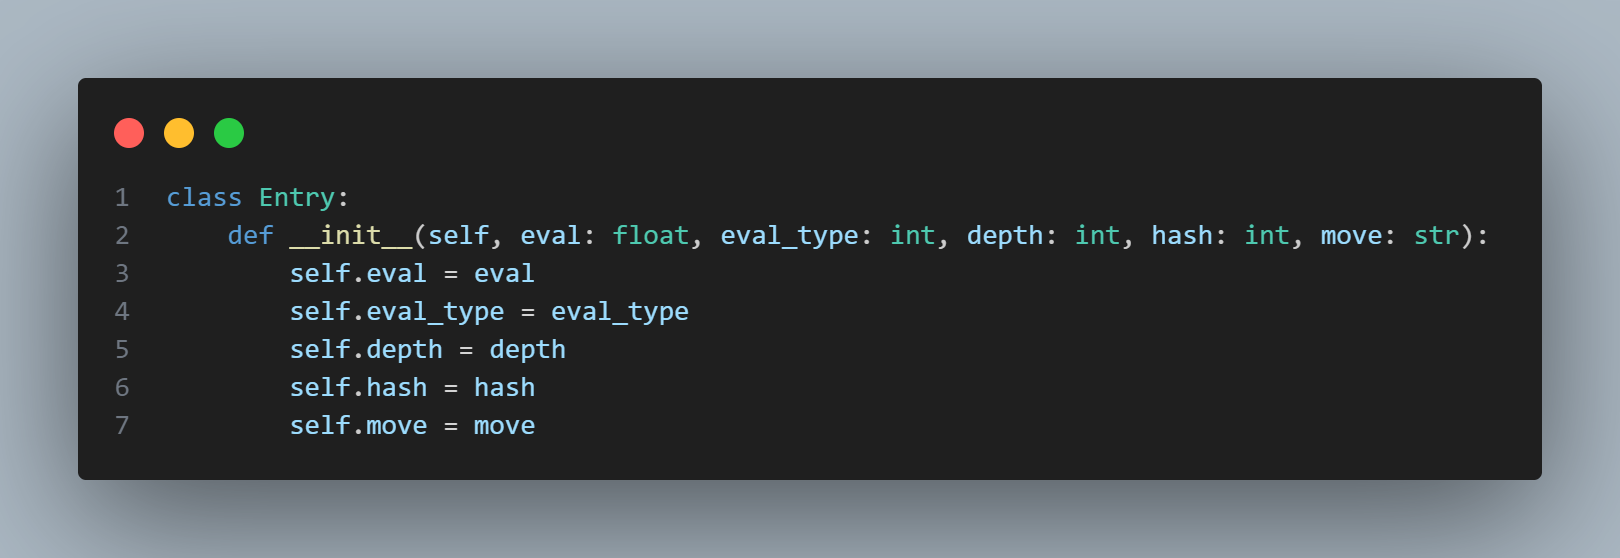 1 class Entry:
2     def __init__(self, eval: float, eval_type: int, depth: int, hash: int, move: str):
3         self.eval = eval
4         self.eval_type = eval_type
5         self.depth = depth
6         self.hash = hash
7         self.move = move